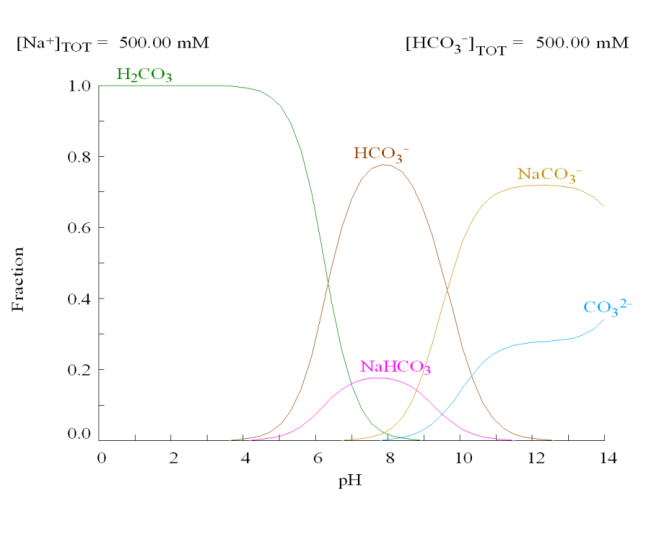 [Na+]TOT = 500.00 mM
[HCO3−]TOT = 500.00 mM
H2CO3
1.0
HCO3−
0.8
NaCO3−
0.6
Fraction
0.4
CO32−
NaHCO3
0.2
0.0
0 2 4 6 8 10 12 14
pH